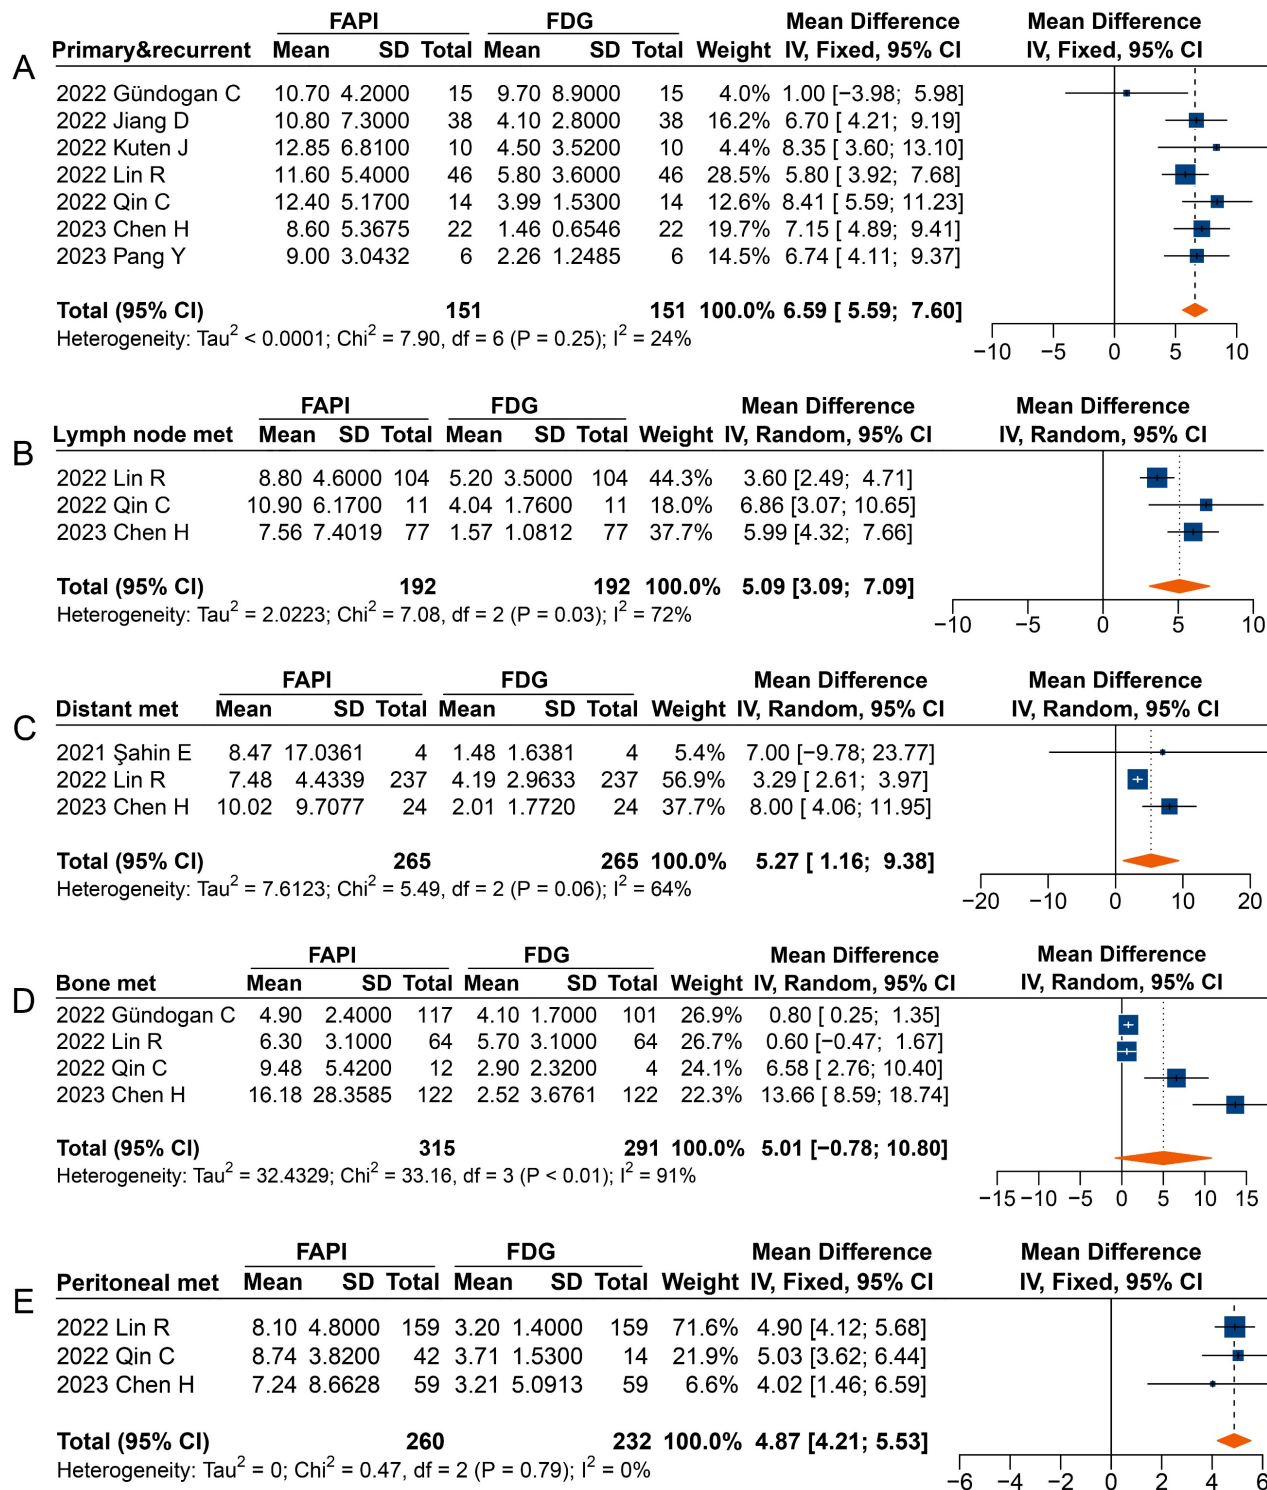 FAPI FDG Mean Difference Mean Difference
A Primary&recurrent Mean SD Total Mean SD Total Weight IV, Fixed, 95% CI IV, Fixed, 95% CI
2022 Gündogan C 10.70 4.2000 15 9.70 8.9000 15 4.0% 1.00 [−3.98; 5.98]
2022 Jiang D 10.80 7.3000 38 4.10 2.8000 38 16.2% 6.70 [ 4.21; 9.19]
2022 Kuten J 12.85 6.8100 10 4.50 3.5200 10 4.4% 8.35 [ 3.60; 13.10]
2022 Lin R 11.60 5.4000 46 5.80 3.6000 46 28.5% 5.80 [ 3.92; 7.68]
2022 Qin C 12.40 5.1700 14 3.99 1.5300 14 12.6% 8.41 [ 5.59; 11.23]
2023 Chen H 8.60 5.3675 22 1.46 0.6546 22 19.7% 7.15 [ 4.89; 9.41]
2023 Pang Y 9.00 3.0432 6 2.26 1.2485 6 14.5% 6.74 [ 4.11; 9.37]
Total (95% CI) 151 151 100.0% 6.59 [ 5.59; 7.60]
Heterogeneity: Tau² < 0.0001; Chi² = 7.90, df = 6 (P = 0.25); I² = 24%
−10 −5 0 5 10
FAPI FDG Mean Difference Mean Difference
B Lymph node met Mean SD Total Mean SD Total Weight IV, Random, 95% CI IV, Random, 95% CI
2022 Lin R 8.80 4.6000 104 5.20 3.5000 104 44.3% 3.60 [2.49; 4.71]
2022 Qin C 10.90 6.1700 11 4.04 1.7600 11 18.0% 6.86 [3.07; 10.65]
2023 Chen H 7.56 7.4019 77 1.57 1.0812 77 37.7% 5.99 [4.32; 7.66]
Total (95% CI) 192 192 100.0% 5.09 [3.09; 7.09]
Heterogeneity: Tau² = 2.0223; Chi² = 7.08, df = 2 (P = 0.03); I² = 72%
−10 −5 0 5 10
FAPI FDG Mean Difference Mean Difference
C Distant met Mean SD Total Mean SD Total Weight IV, Random, 95% CI IV, Random, 95% CI
2021 Şahin E 8.47 17.0361 4 1.48 1.6381 4 5.4% 7.00 [−9.78; 23.77]
2022 Lin R 7.48 4.4339 237 4.19 2.9633 237 56.9% 3.29 [ 2.61; 3.97]
2023 Chen H 10.02 9.7077 24 2.01 1.7720 24 37.7% 8.00 [ 4.06; 11.95]
Total (95% CI) 265 265 100.0% 5.27 [ 1.16; 9.38]
Heterogeneity: Tau² = 7.6123; Chi² = 5.49, df = 2 (P = 0.06); I² = 64%
−20 −10 0 10 20
FAPI FDG Mean Difference Mean Difference
D Bone met Mean SD Total Mean SD Total Weight IV, Random, 95% CI IV, Random, 95% CI
2022 Gündogan C 4.90 2.4000 117 4.10 1.7000 101 26.9% 0.80 [ 0.25; 1.35]
2022 Lin R 6.30 3.1000 64 5.70 3.1000 64 26.7% 0.60 [−0.47; 1.67]
2022 Qin C 9.48 5.4200 12 2.90 2.3200 4 24.1% 6.58 [ 2.76; 10.40]
2023 Chen H 16.18 28.3585 122 2.52 3.6761 122 22.3% 13.66 [ 8.59; 18.74]
Total (95% CI) 315 291 100.0% 5.01 [−0.78; 10.80]
Heterogeneity: Tau² = 32.4329; Chi² = 33.16, df = 3 (P < 0.01); I² = 91%
−15 −10 −5 0 5 10 15
FAPI FDG Mean Difference Mean Difference
E Peritoneal met Mean SD Total Mean SD Total Weight IV, Fixed, 95% CI IV, Fixed, 95% CI
2022 Lin R 8.10 4.8000 159 3.20 1.4000 159 71.6% 4.90 [4.12; 5.68]
2022 Qin C 8.74 3.8200 42 3.71 1.5300 14 21.9% 5.03 [3.62; 6.44]
2023 Chen H 7.24 8.6628 59 3.21 5.0913 59 6.6% 4.02 [1.46; 6.59]
Total (95% CI) 260 232 100.0% 4.87 [4.21; 5.53]
Heterogeneity: Tau² = 0; Chi² = 0.47, df = 2 (P = 0.79); I² = 0%
−6 −4 −2 0 2 4 6